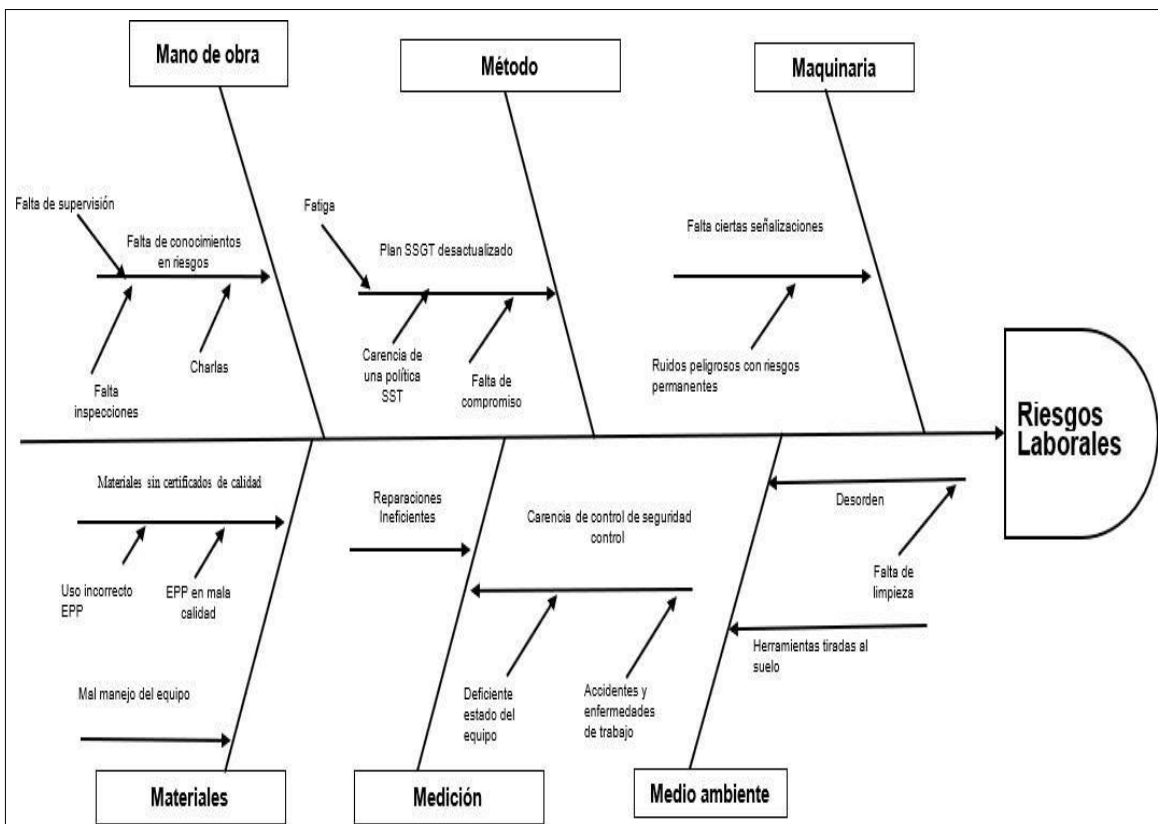 Mano de obra
Método
Maquinaria
Falta de supervisión
Falta de conocimientos
en riesgos
Falta
inspecciones
Charlas
Fatiga
Plan SSGT desactualizado
Carencia de
una política
SST
Falta de
compromiso
Falta ciertas señalizaciones
Ruidos peligrosos con riesgos
permanentes
Riesgos
Laborales
Materiales sin certificados de calidad
Uso incorrecto
EPP
EPP en mala
calidad
Mal manejo del equipo
Reparaciones
Ineficientes
Carencia de control de seguridad
control
Deficiente
estado del
equipo
Accidentes y
enfermedades
de trabajo
Desorden
Falta de
limpieza
Herramientas tiradas al
suelo
Materiales
Medición
Medio ambiente